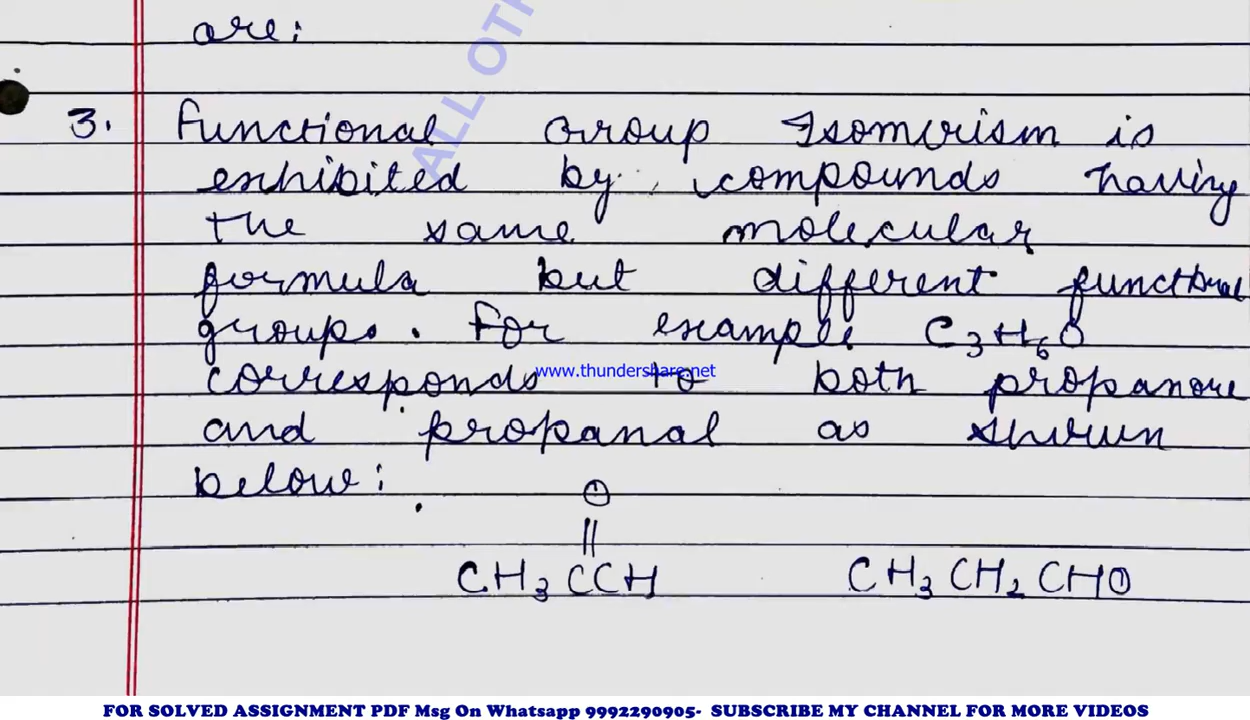 are:
3. Functional Group Isomerism is
exhibited by compounds having
the same molecular
formula but different functional
groups. For example C3H6O
corresponds to both propanone
and propanal as shown
below:
O
||
CH3CCH CH3CH2CHO
ALL OTH
www.thundershare.net
FOR SOLVED ASSIGNMENT PDF Msg On Whatsapp 9992290905- SUBSCRIBE MY CHANNEL FOR MORE VIDEOS